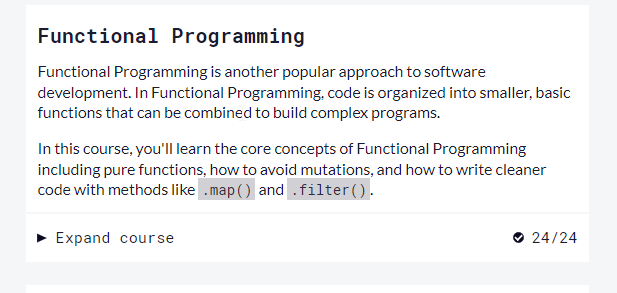 Functional Programming
Functional Programming is another popular approach to software
development. In Functional Programming, code is organized into smaller, basic
functions that can be combined to build complex programs.
In this course, you'll learn the core concepts of Functional Programming
including pure functions, how to avoid mutations, and how to write cleaner
code with methods like .map() and .filter().
Expand course
24/24